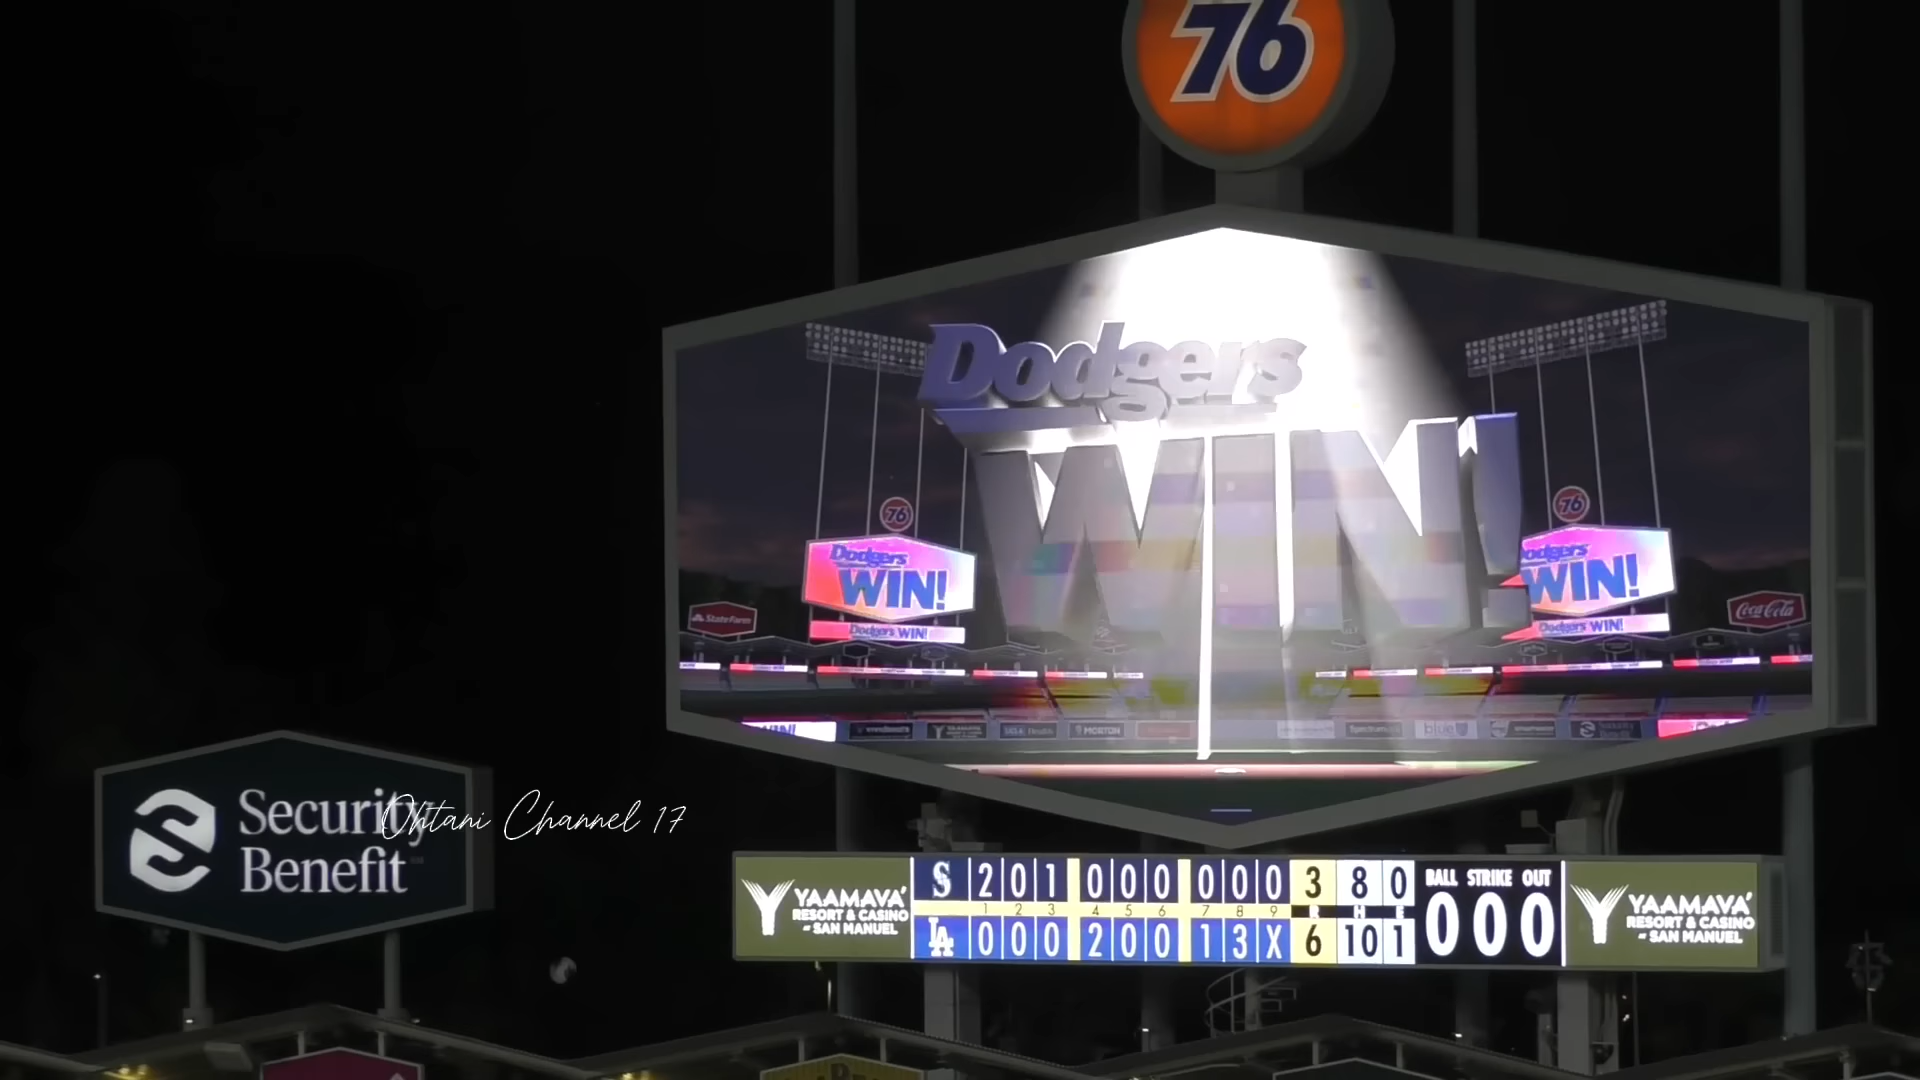 76
Dodgers
WIN!
76
Dodgers
WIN!
Dodgers WIN!
76
Dodgers
WIN!
Dodgers WIN!
StateFarm
Coca-Cola
WIN!
MORTON
Security
Benefit
Ohtani Channel 17
YAAMAVA'
RESORT & CASINO
- SAN MANUEL
S 2 0 1 0 0 0 0 0 0 3 8 0
1 2 3 4 5 6 7 8 9 R H E
LA 0 0 0 2 0 0 1 3 X 6 10 1
BALL STRIKE OUT
0 0 0
YAAMAVA'
RESORT & CASINO
- SAN MANUEL